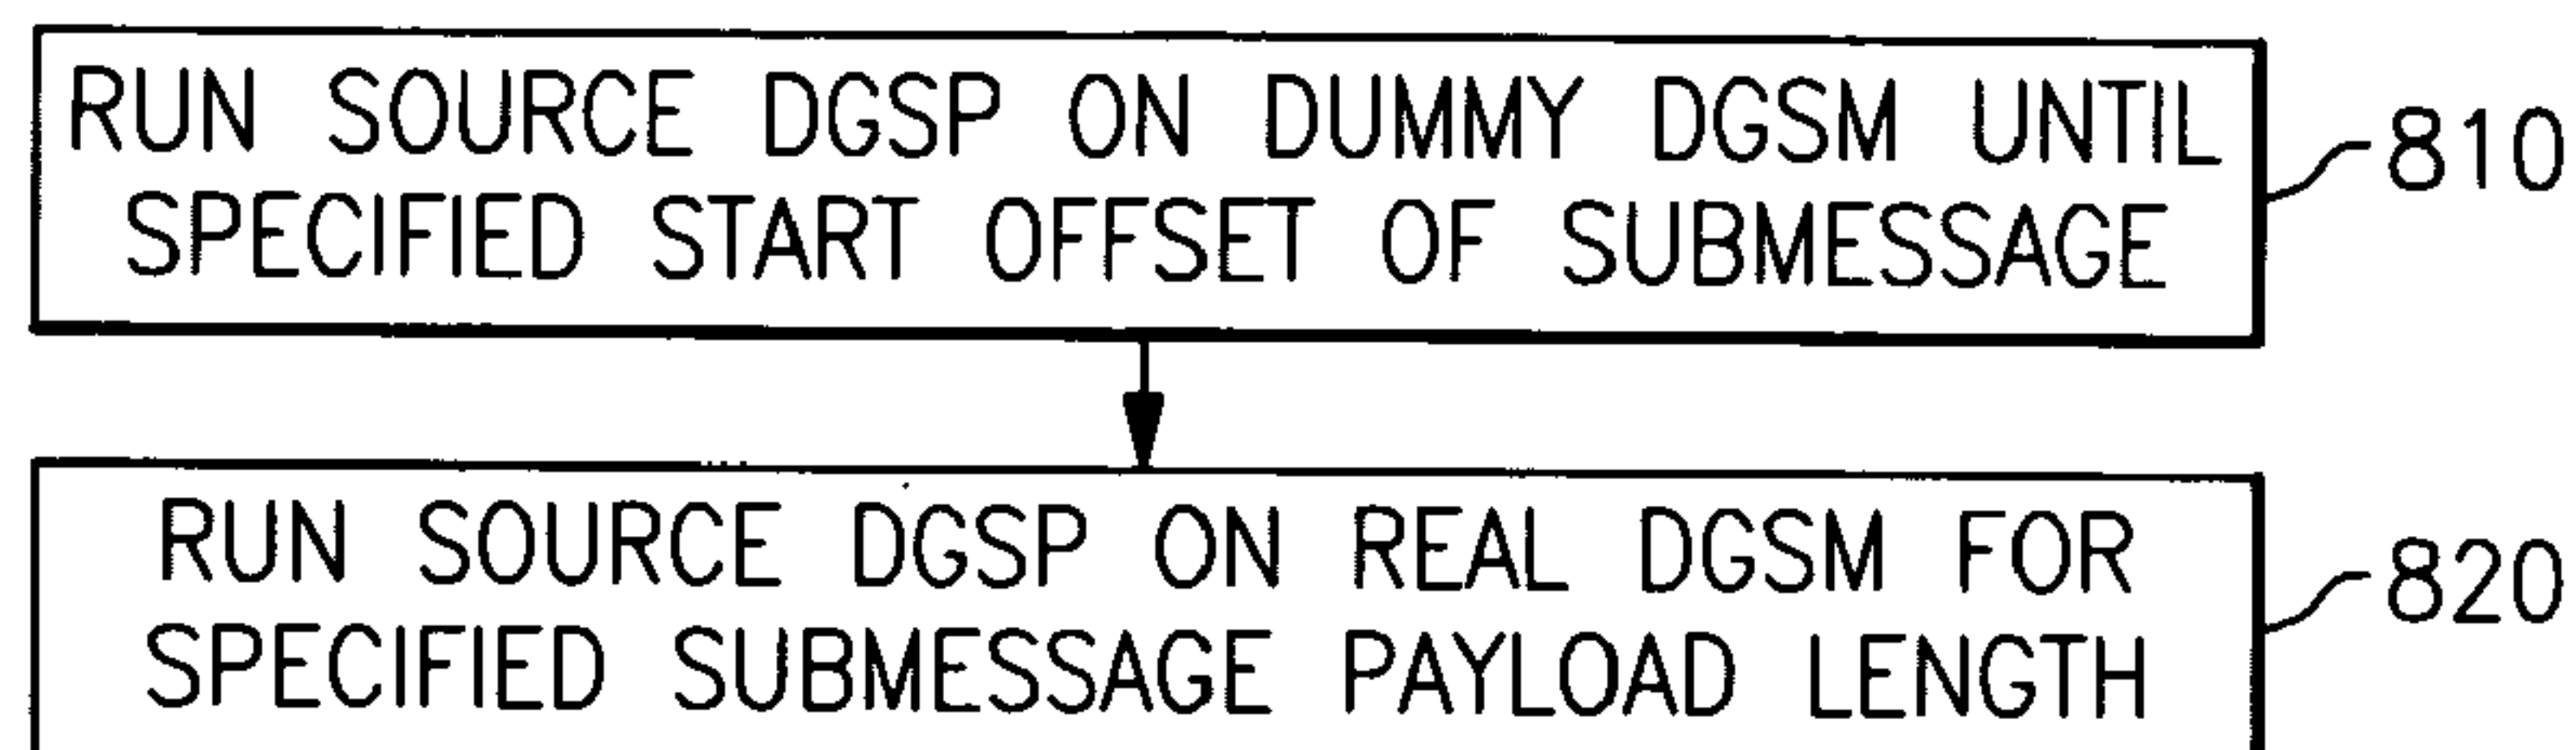 RUN SOURCE DGSP ON DUMMY DGSM UNTIL
SPECIFIED START OFFSET OF SUBMESSAGE
810
RUN SOURCE DGSP ON REAL DGSM FOR
SPECIFIED SUBMESSAGE PAYLOAD LENGTH
820